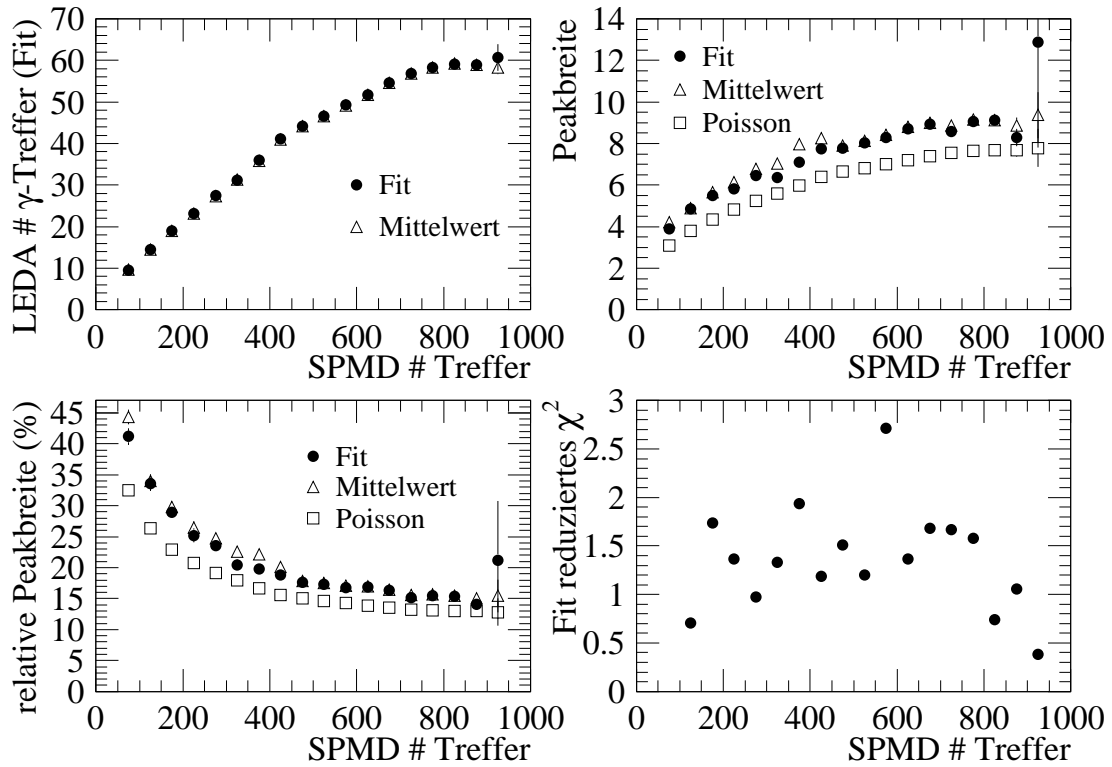 LEDA # γ-Treffer (Fit)
70
60
50
40
30
20
10
0
Fit
Mittelwert
0 200 400 600 800 1000
SPMD # Treffer
Peakbreite
14
12
10
8
6
4
2
0
Fit
Mittelwert
Poisson
0 200 400 600 800 1000
SPMD # Treffer
relative Peakbreite (%)
45
40
35
30
25
20
15
10
5
0
Fit
Mittelwert
Poisson
0 200 400 600 800 1000
SPMD # Treffer
Fit reduziertes χ²
3
2.5
2
1.5
1
0.5
0
0 200 400 600 800 1000
SPMD # Treffer